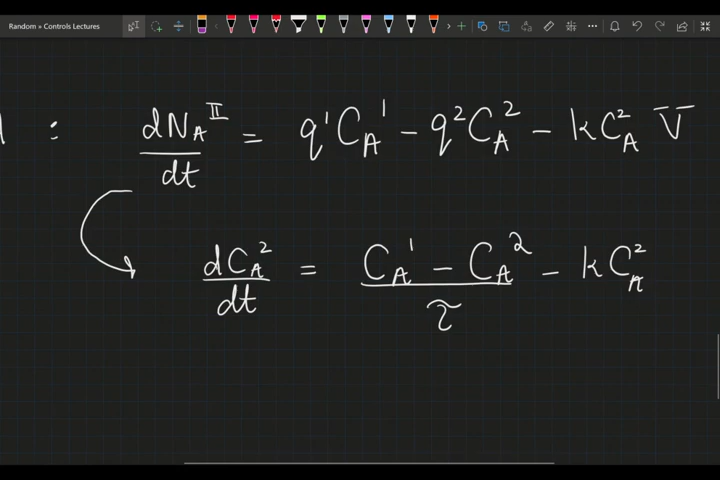 Random » Controls Lectures
: dN_A^II/dt = q^1 C_A^1 − q^2 C_A^2 − k C_A^2 V
dC_A^2/dt = (C_A^1 − C_A^2)/τ − k C_A^2